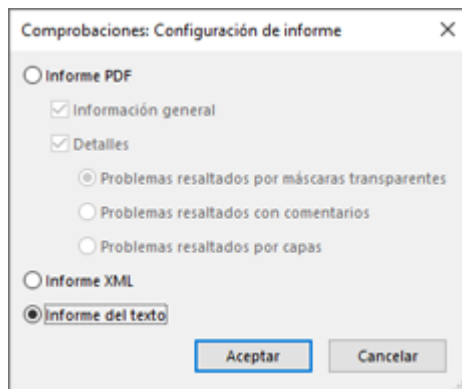 Comprobaciones: Configuración de informe
Informe PDF
Información general
Detalles
Problemas resaltados por máscaras transparentes
Problemas resaltados con comentarios
Problemas resaltados por capas
Informe XML
Informe del texto
Aceptar Cancelar